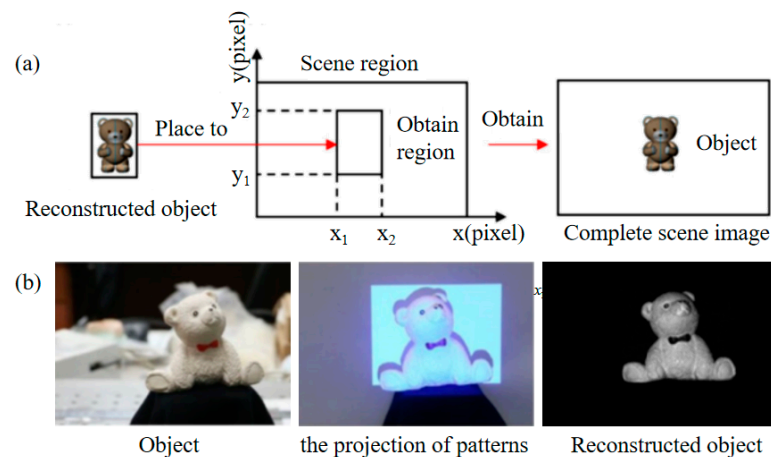 (a)
y(pixel)
Scene region
y2
Place to
Obtain
region
Obtain
Object
y1
Reconstructed object
x1
x2
x(pixel)
Complete scene image
(b)
x
Object
the projection of patterns
Reconstructed object